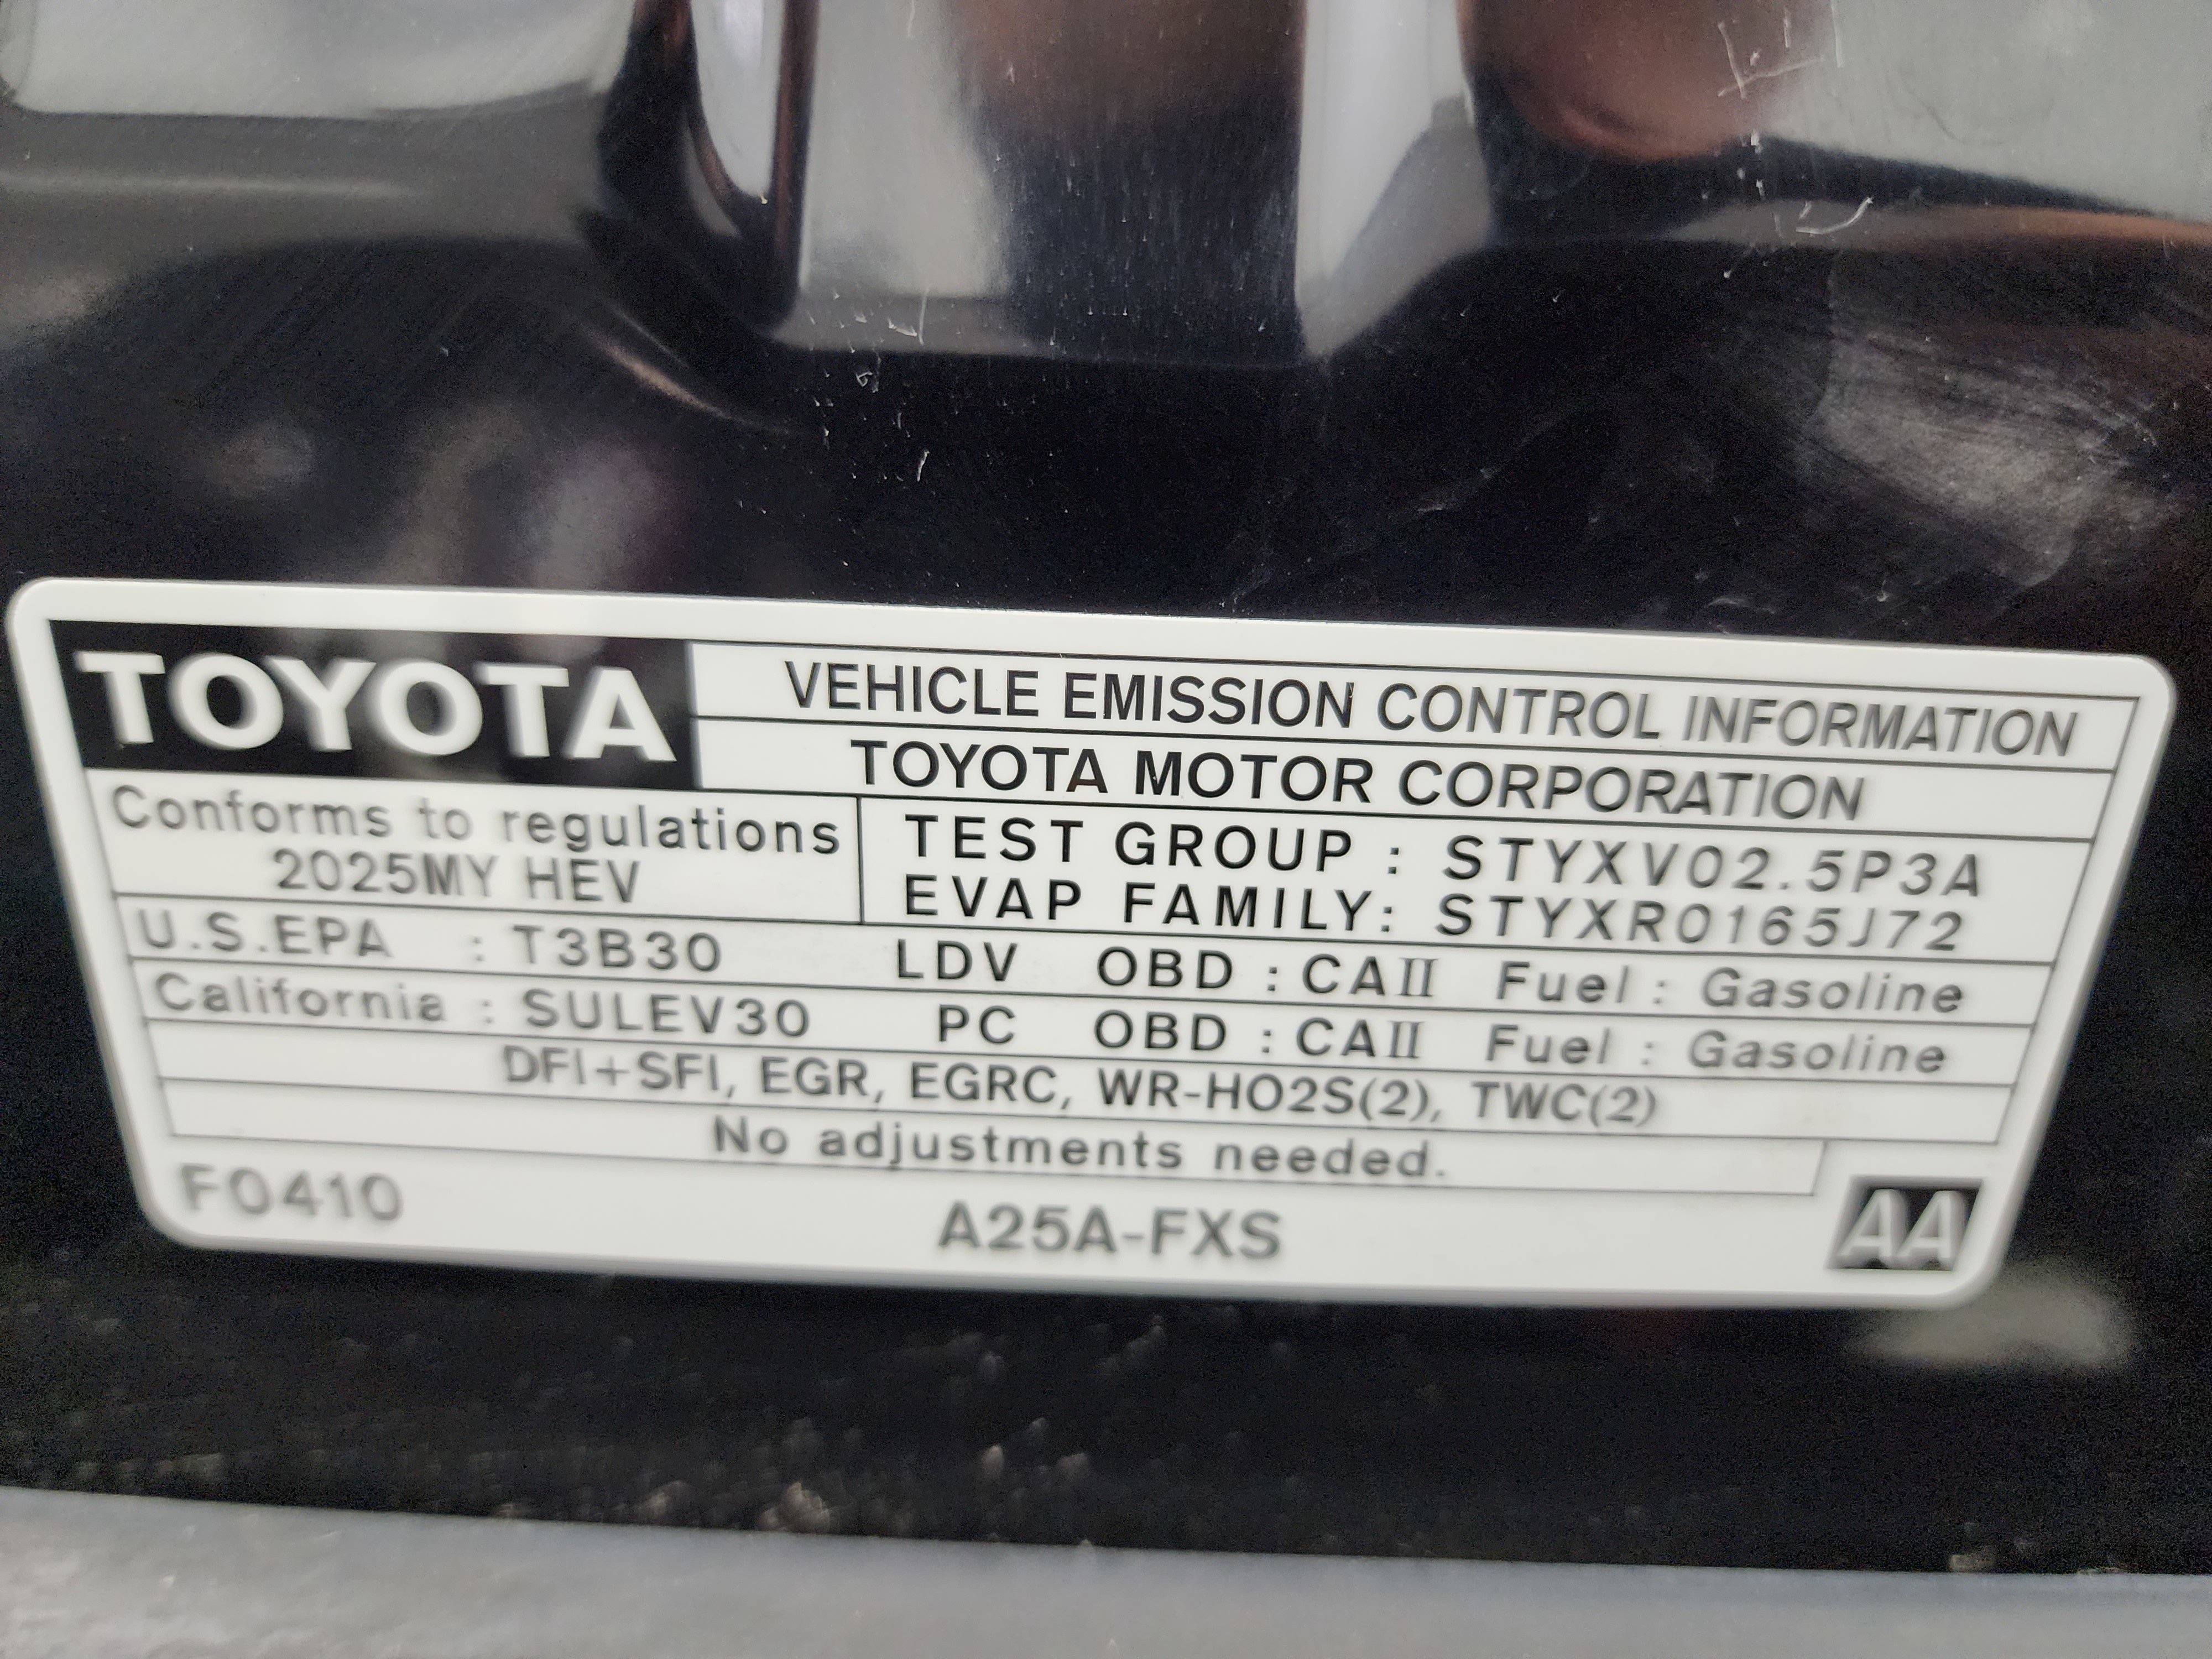 TOYOTA
VEHICLE EMISSION CONTROL INFORMATION
TOYOTA MOTOR CORPORATION
Conforms to regulations
2025MY HEV
TEST GROUP : STYXV02.5P3A
EVAP FAMILY: STYXR0165J72
U.S.EPA : T3B30 LDV OBD : CAII Fuel : Gasoline
California : SULEV30 PC OBD : CAII Fuel : Gasoline
DFI+SFI, EGR, EGRC, WR-HO2S(2), TWC(2)
No adjustments needed.
F0410 A25A-FXS AA